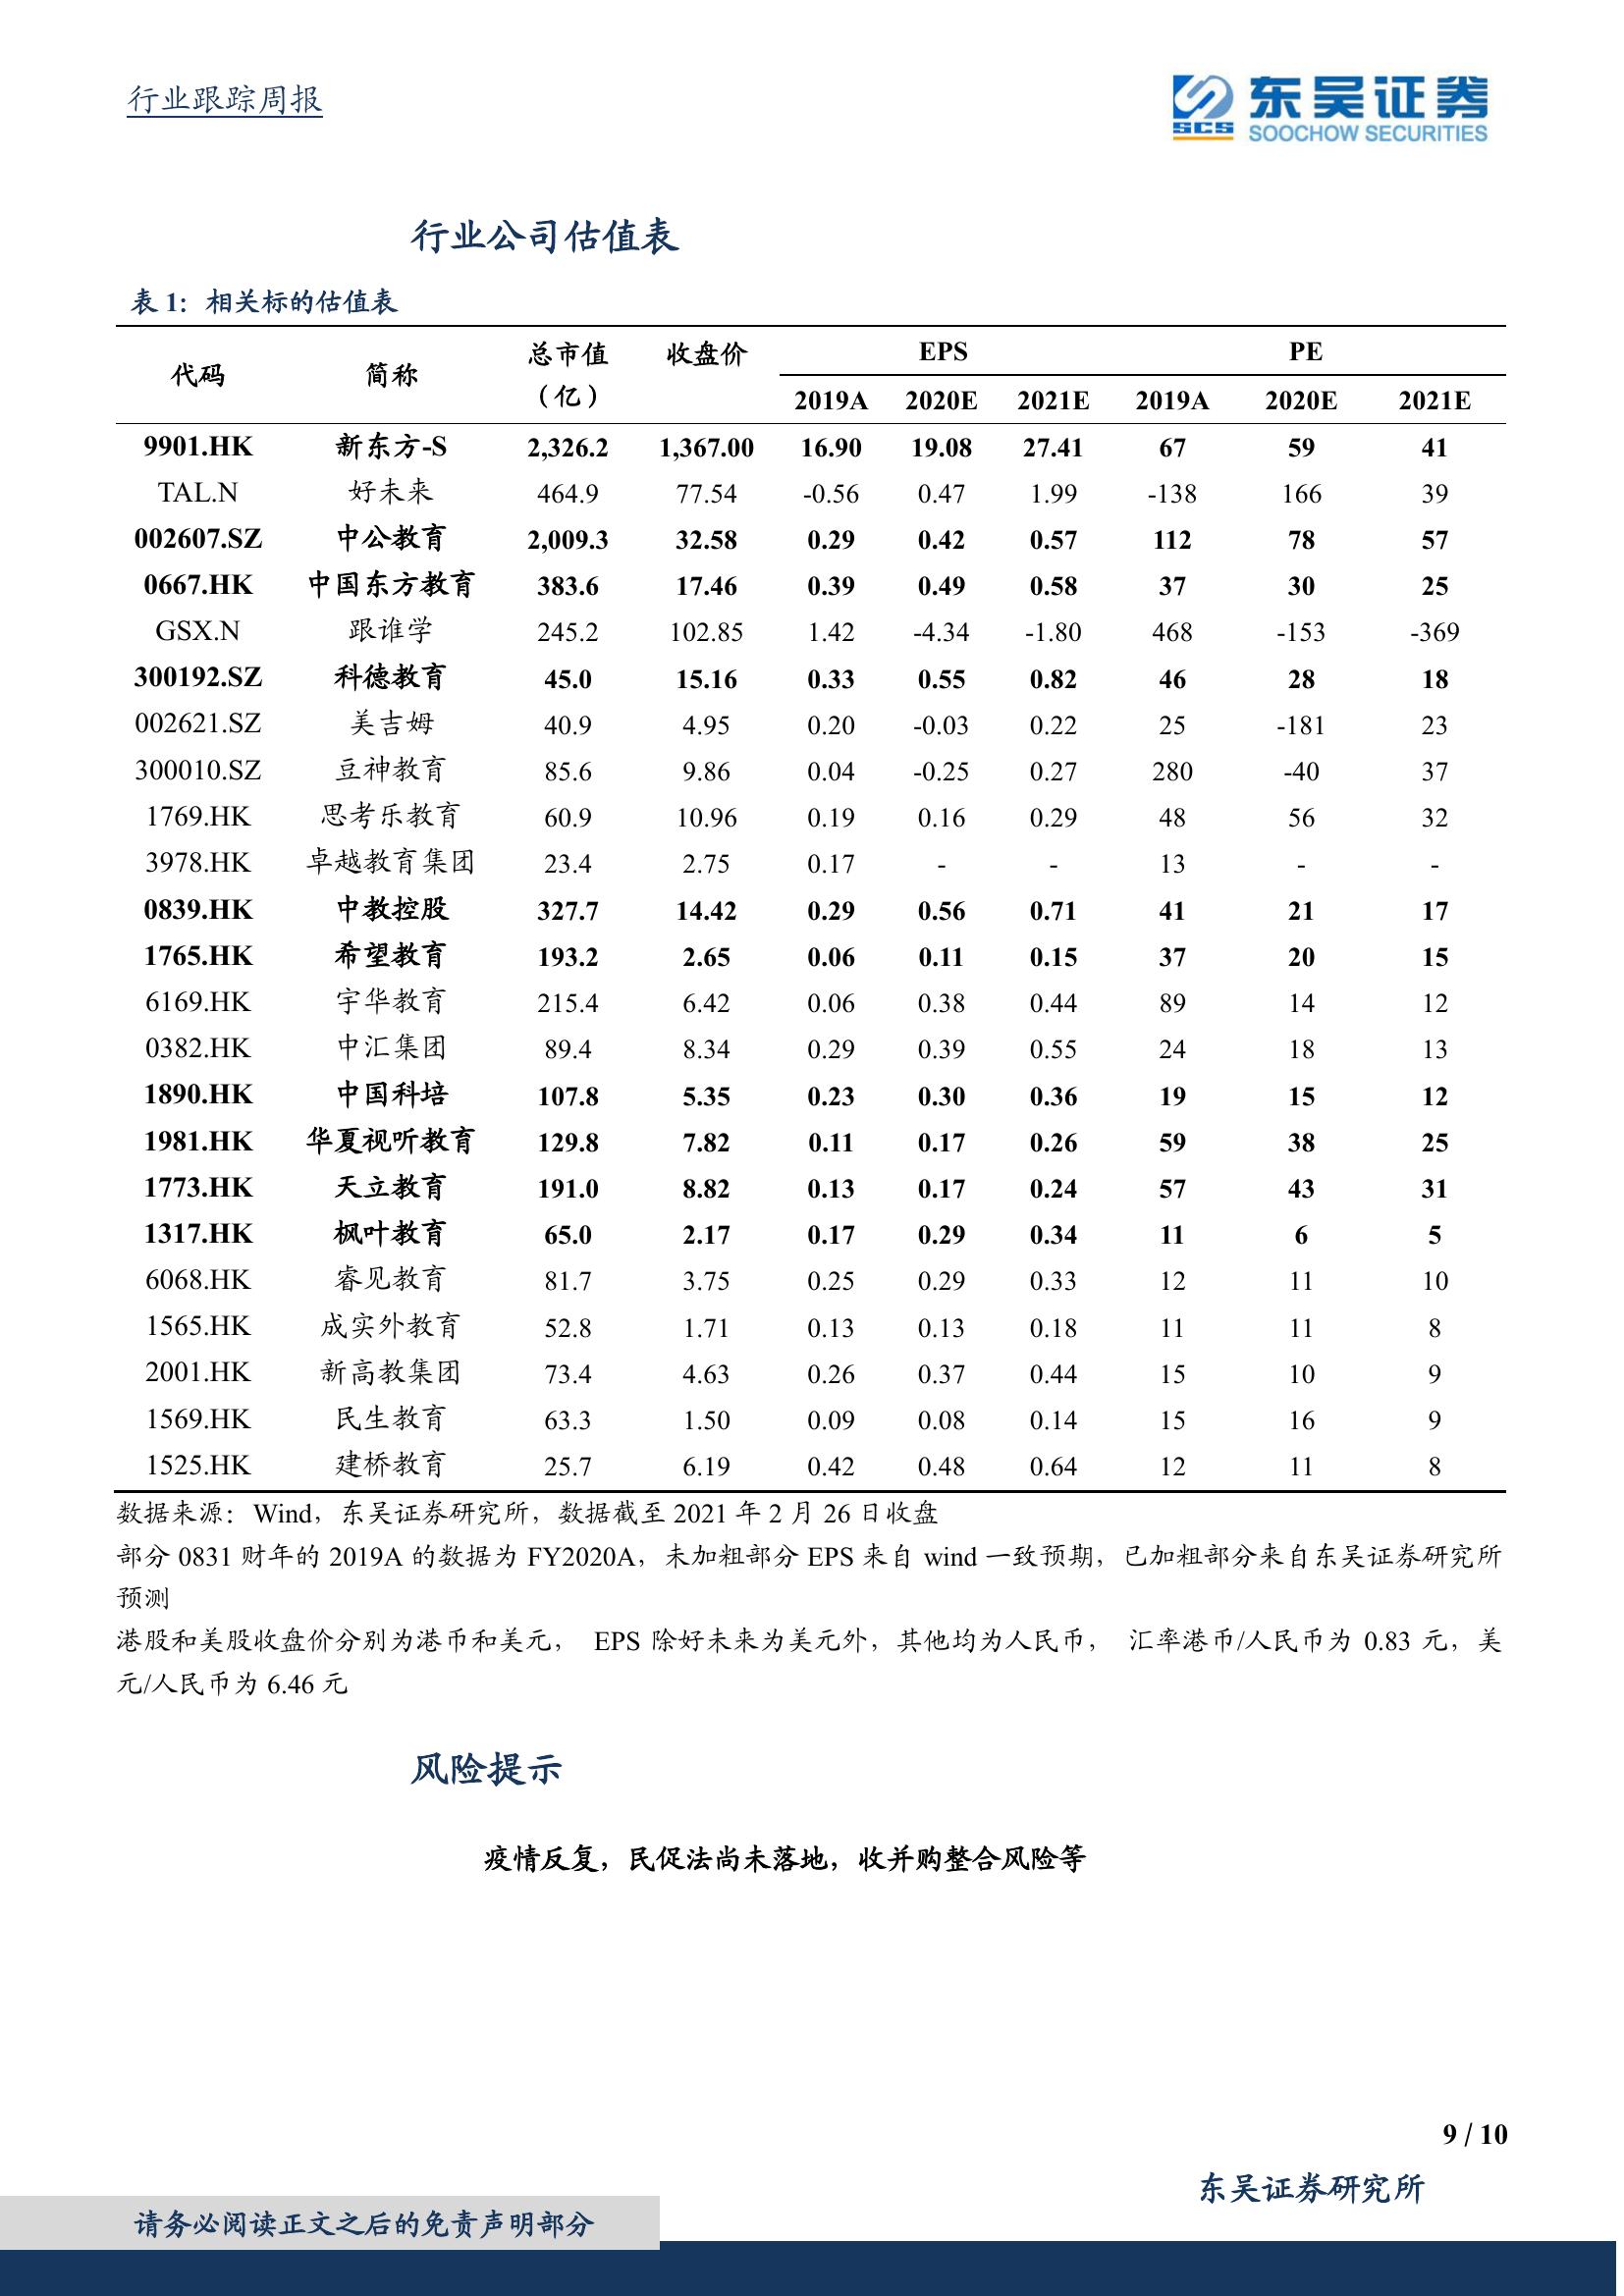 行业跟踪周报
SCS 东吴证券
SOOCHOW SECURITIES
行业公司估值表
表 1：相关标的估值表
代码 简称 总市值（亿） 收盘价 EPS PE
2019A 2020E 2021E 2019A 2020E 2021E
9901.HK 新东方-S 2,326.2 1,367.00 16.90 19.08 27.41 67 59 41
TAL.N 好未来 464.9 77.54 -0.56 0.47 1.99 -138 166 39
002607.SZ 中公教育 2,009.3 32.58 0.29 0.42 0.57 112 78 57
0667.HK 中国东方教育 383.6 17.46 0.39 0.49 0.58 37 30 25
GSX.N 跟谁学 245.2 102.85 1.42 -4.34 -1.80 468 -153 -369
300192.SZ 科德教育 45.0 15.16 0.33 0.55 0.82 46 28 18
002621.SZ 美吉姆 40.9 4.95 0.20 -0.03 0.22 25 -181 23
300010.SZ 豆神教育 85.6 9.86 0.04 -0.25 0.27 280 -40 37
1769.HK 思考乐教育 60.9 10.96 0.19 0.16 0.29 48 56 32
3978.HK 卓越教育集团 23.4 2.75 0.17 - - 13 - -
0839.HK 中教控股 327.7 14.42 0.29 0.56 0.71 41 21 17
1765.HK 希望教育 193.2 2.65 0.06 0.11 0.15 37 20 15
6169.HK 宇华教育 215.4 6.42 0.06 0.38 0.44 89 14 12
0382.HK 中汇集团 89.4 8.34 0.29 0.39 0.55 24 18 13
1890.HK 中国科培 107.8 5.35 0.23 0.30 0.36 19 15 12
1981.HK 华夏视听教育 129.8 7.82 0.11 0.17 0.26 59 38 25
1773.HK 天立教育 191.0 8.82 0.13 0.17 0.24 57 43 31
1317.HK 枫叶教育 65.0 2.17 0.17 0.29 0.34 11 6 5
6068.HK 睿见教育 81.7 3.75 0.25 0.29 0.33 12 11 10
1565.HK 成实外教育 52.8 1.71 0.13 0.13 0.18 11 11 8
2001.HK 新高教集团 73.4 4.63 0.26 0.37 0.44 15 10 9
1569.HK 民生教育 63.3 1.50 0.09 0.08 0.14 15 16 9
1525.HK 建桥教育 25.7 6.19 0.42 0.48 0.64 12 11 8
数据来源：Wind，东吴证券研究所，数据截至 2021 年 2 月 26 日收盘
部分 0831 财年的 2019A 的数据为 FY2020A，未加粗部分 EPS 来自 wind 一致预期，已加粗部分来自东吴证券研究所
预测
港股和美股收盘价分别为港币和美元， EPS 除好未来为美元外，其他均为人民币， 汇率港币/人民币为 0.83 元，美
元/人民币为 6.46 元
风险提示
疫情反复，民促法尚未落地，收并购整合风险等
9 / 10
东吴证券研究所
请务必阅读正文之后的免责声明部分